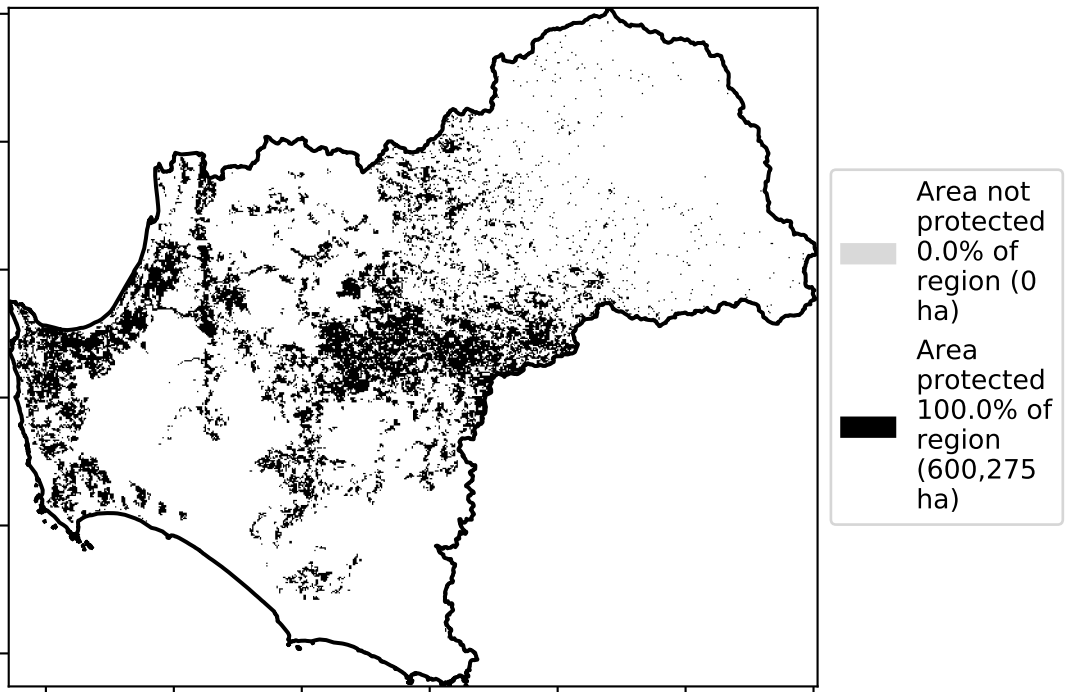 Area not
protected
0.0% of
region (0
ha)
Area
protected
100.0% of
region
(600,275
ha)